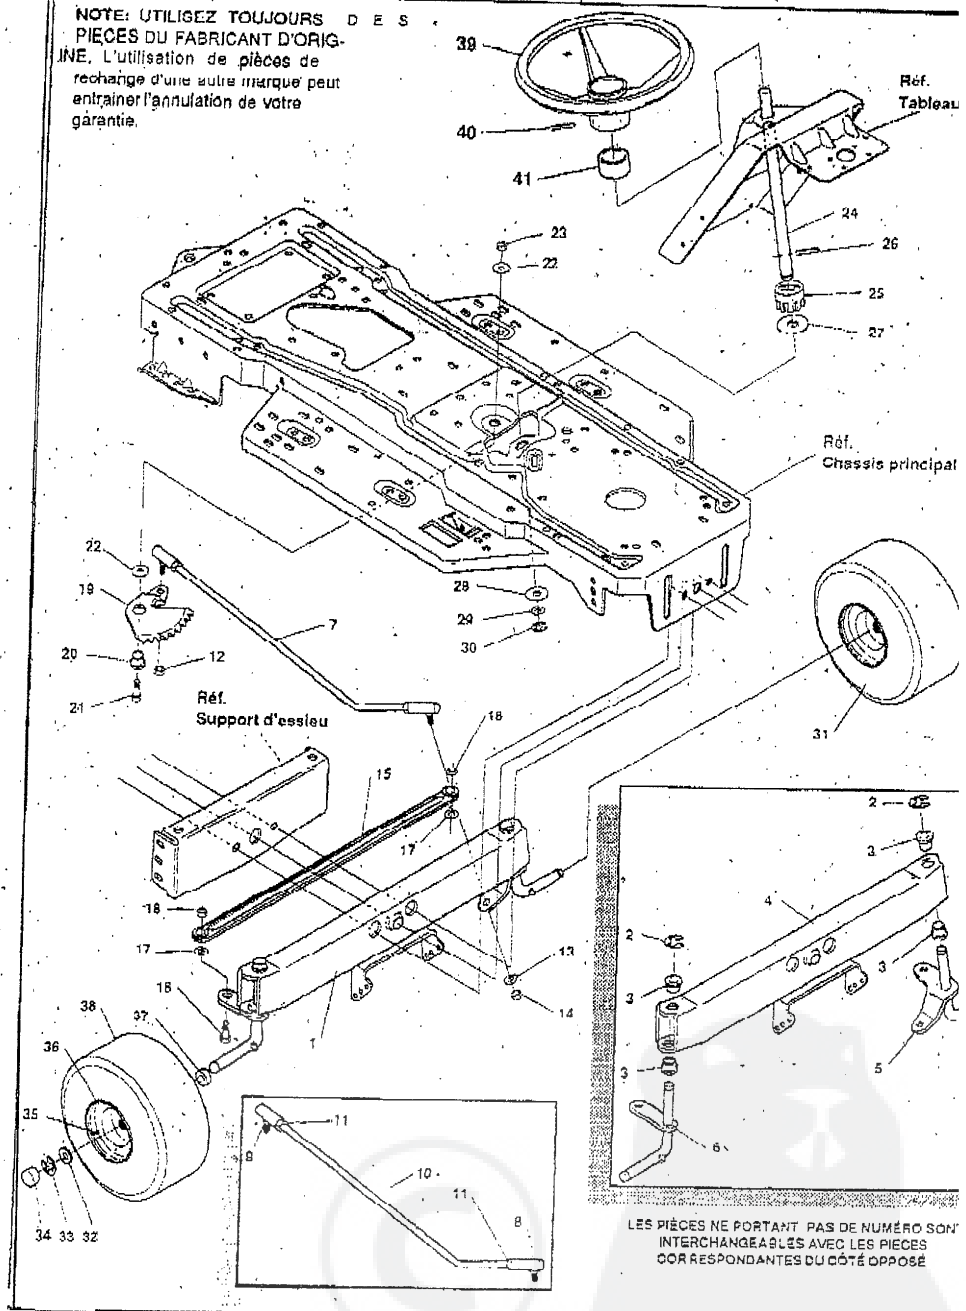 NOTE: UTILISEZ TOUJOURS DES
PIEÇES DU FABRICANT D'ORIG-
INE. L'utilisation de pièces de
rechange d'une autre marque peut
entrainer l'annulation de votre
garantie.
39
40
41
Réf.
Tableau
24
26
25
27
23
22
Réf.
Chassis principal
22
19
20
12
21
7
28
29
30
31
Réf.
Support d'essieu
18
15
17
18
17
16
1
13
14
38
37
36
35
34 33 32
11
9
10
11
8
2
3
4
2
3
3
3
5
6
LES PIÈCES NE PORTANT PAS DE NUMÉRO SONT
INTERCHANGEABLES AVEC LES PIECES
CORRESPONDANTES DU CÔTÉ OPPOSÉ